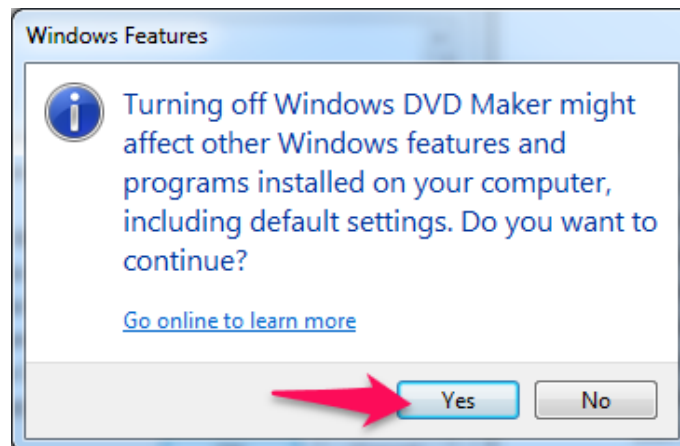 Windows Features
Turning off Windows DVD Maker might
affect other Windows features and
programs installed on your computer,
including default settings. Do you want to
continue?
Go online to learn more
Yes No